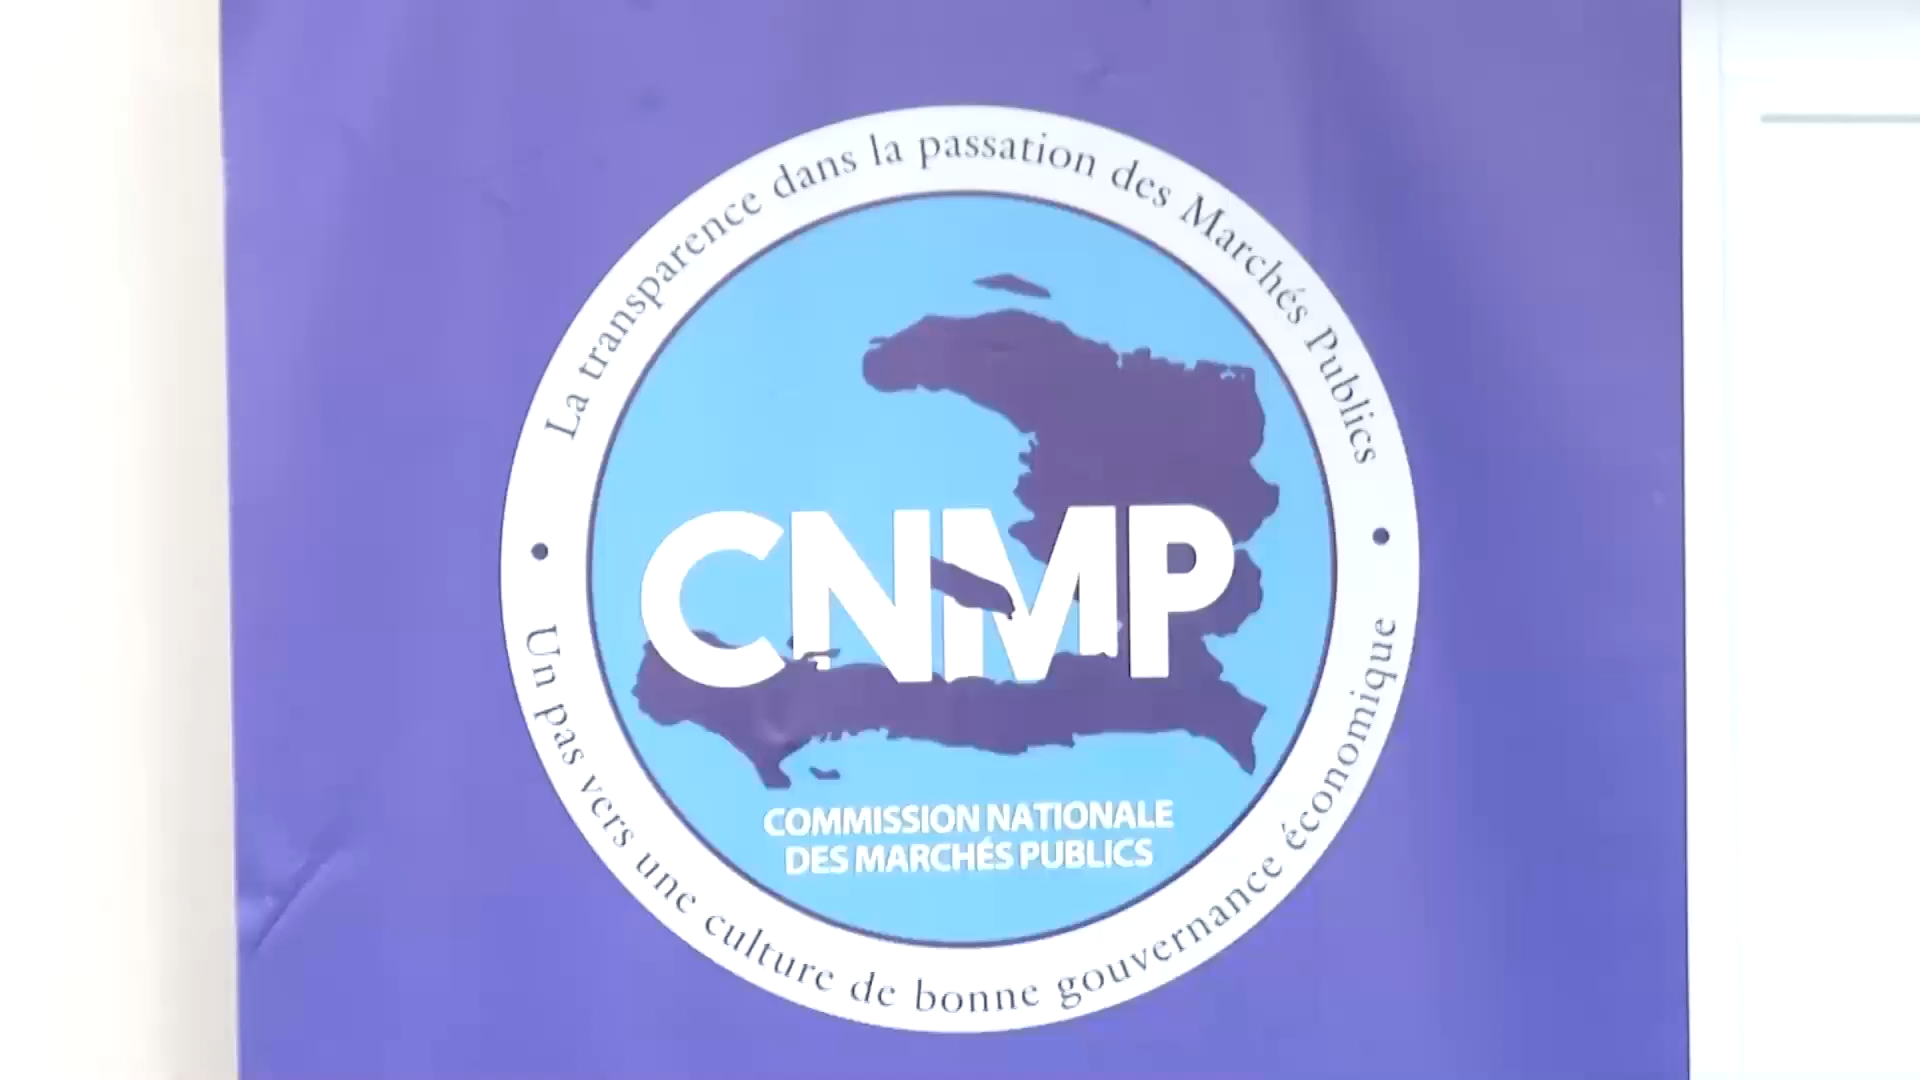 La transparence dans la passation des Marchés Publics
CNMP
COMMISSION NATIONALE
DES MARCHÉS PUBLICS
• Un pas vers une culture de bonne gouvernance économique •